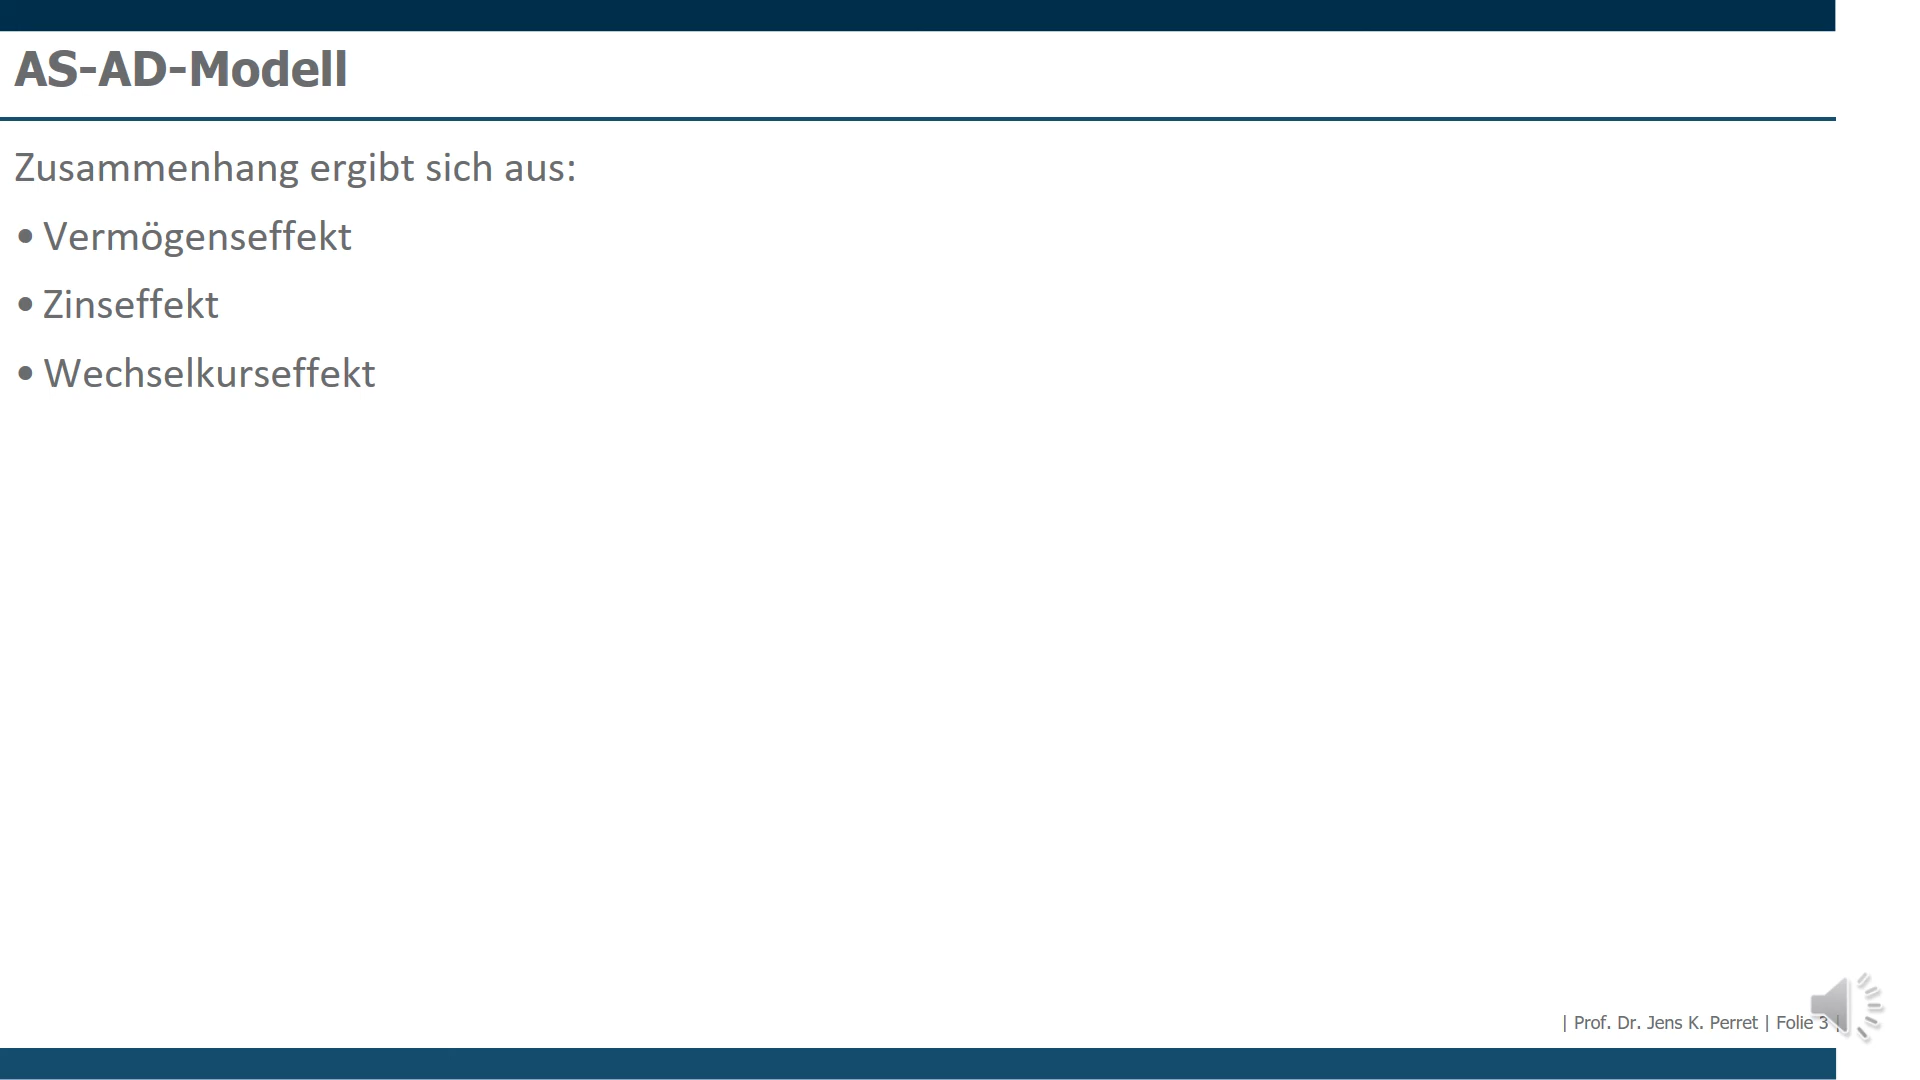 AS-AD-Modell
Zusammenhang ergibt sich aus:
• Vermögenseffekt
• Zinseffekt
• Wechselkurseffekt
| Prof. Dr. Jens K. Perret | Folie 3 |